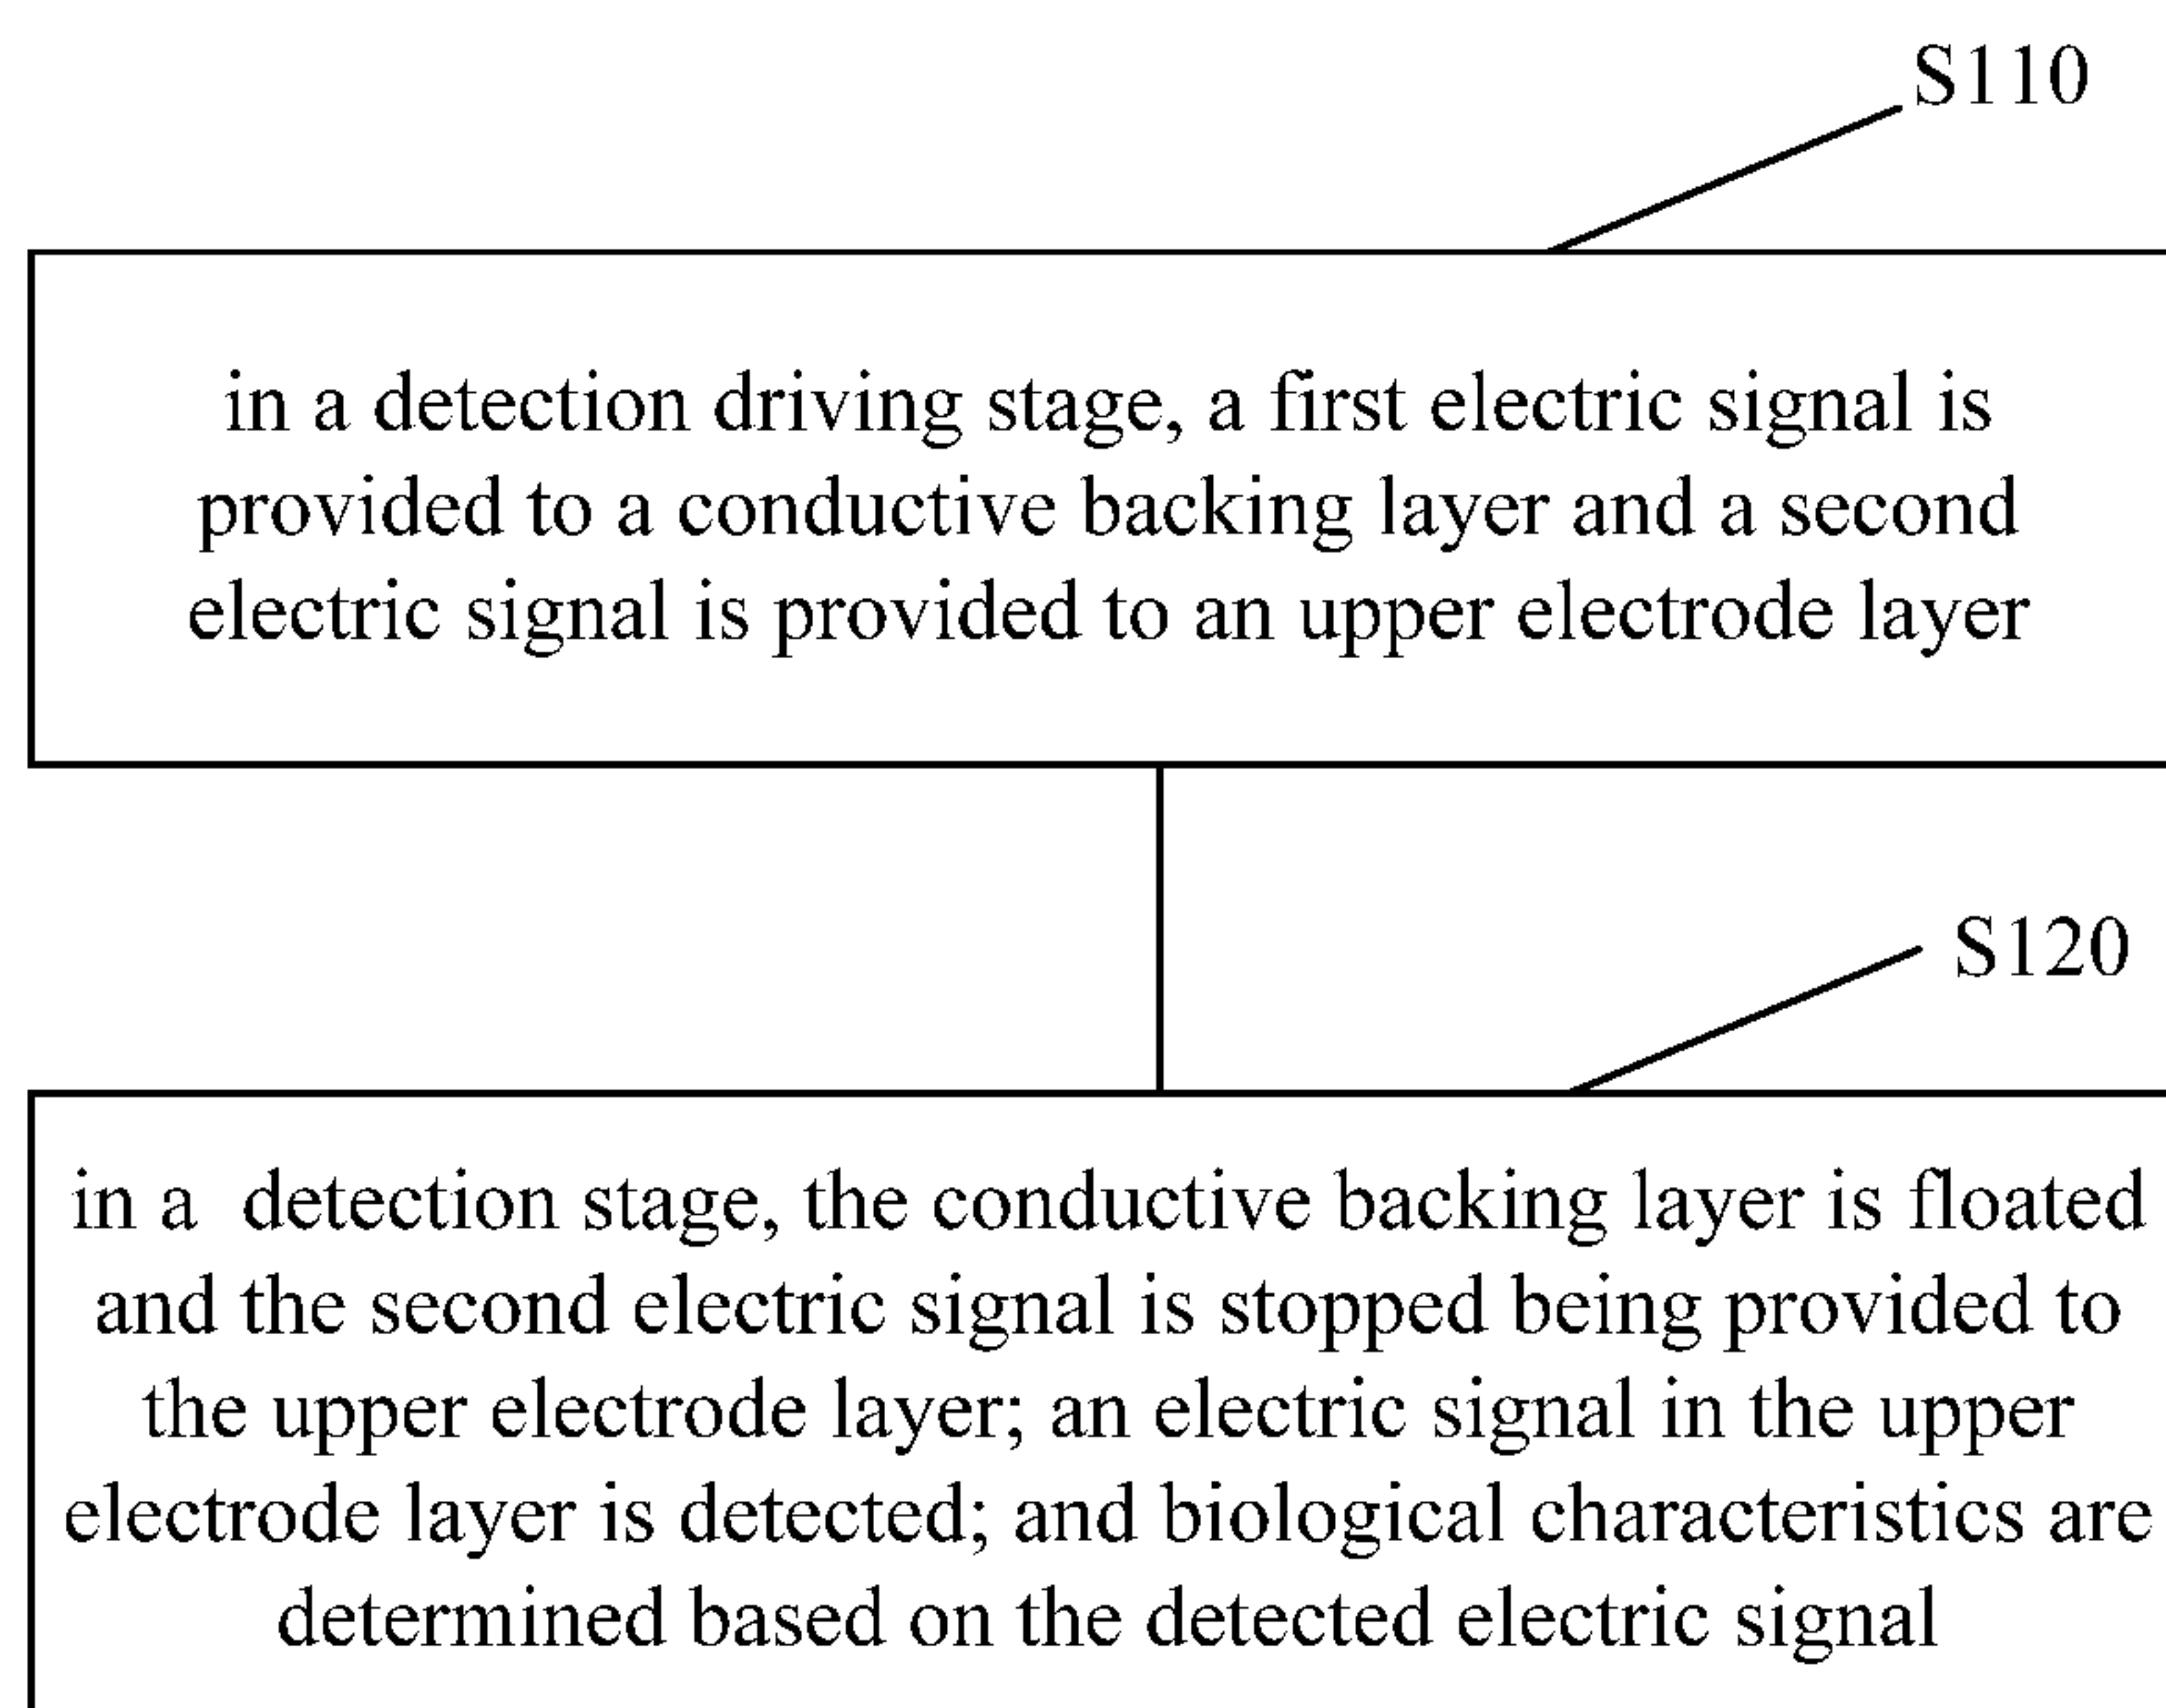 S110
in a detection driving stage, a first electric signal is
provided to a conductive backing layer and a second
electric signal is provided to an upper electrode layer
S120
in a  detection stage, the conductive backing layer is floated
and the second electric signal is stopped being provided to
the upper electrode layer; an electric signal in the upper
electrode layer is detected; and biological characteristics are
determined based on the detected electric signal